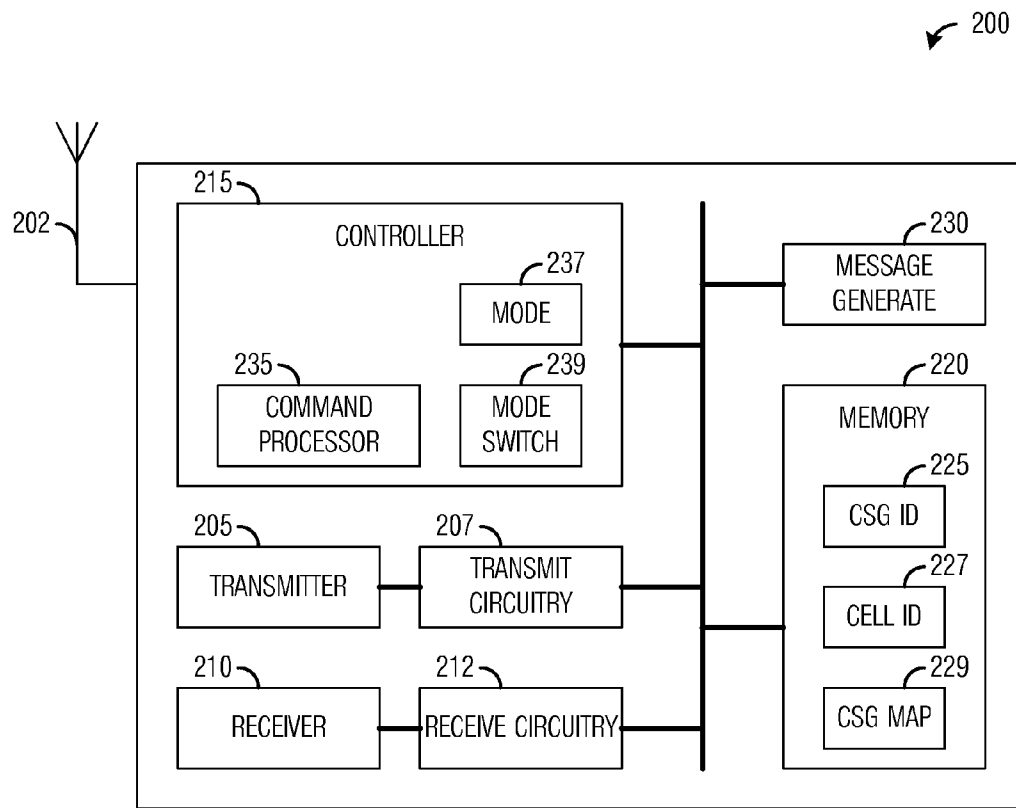 200
202
215
CONTROLLER
237
MODE
235
COMMAND
PROCESSOR
239
MODE
SWITCH
230
MESSAGE
GENERATE
220
MEMORY
225
CSG ID
227
CELL ID
229
CSG MAP
205
TRANSMITTER
207
TRANSMIT
CIRCUITRY
210
RECEIVER
212
RECEIVE CIRCUITRY